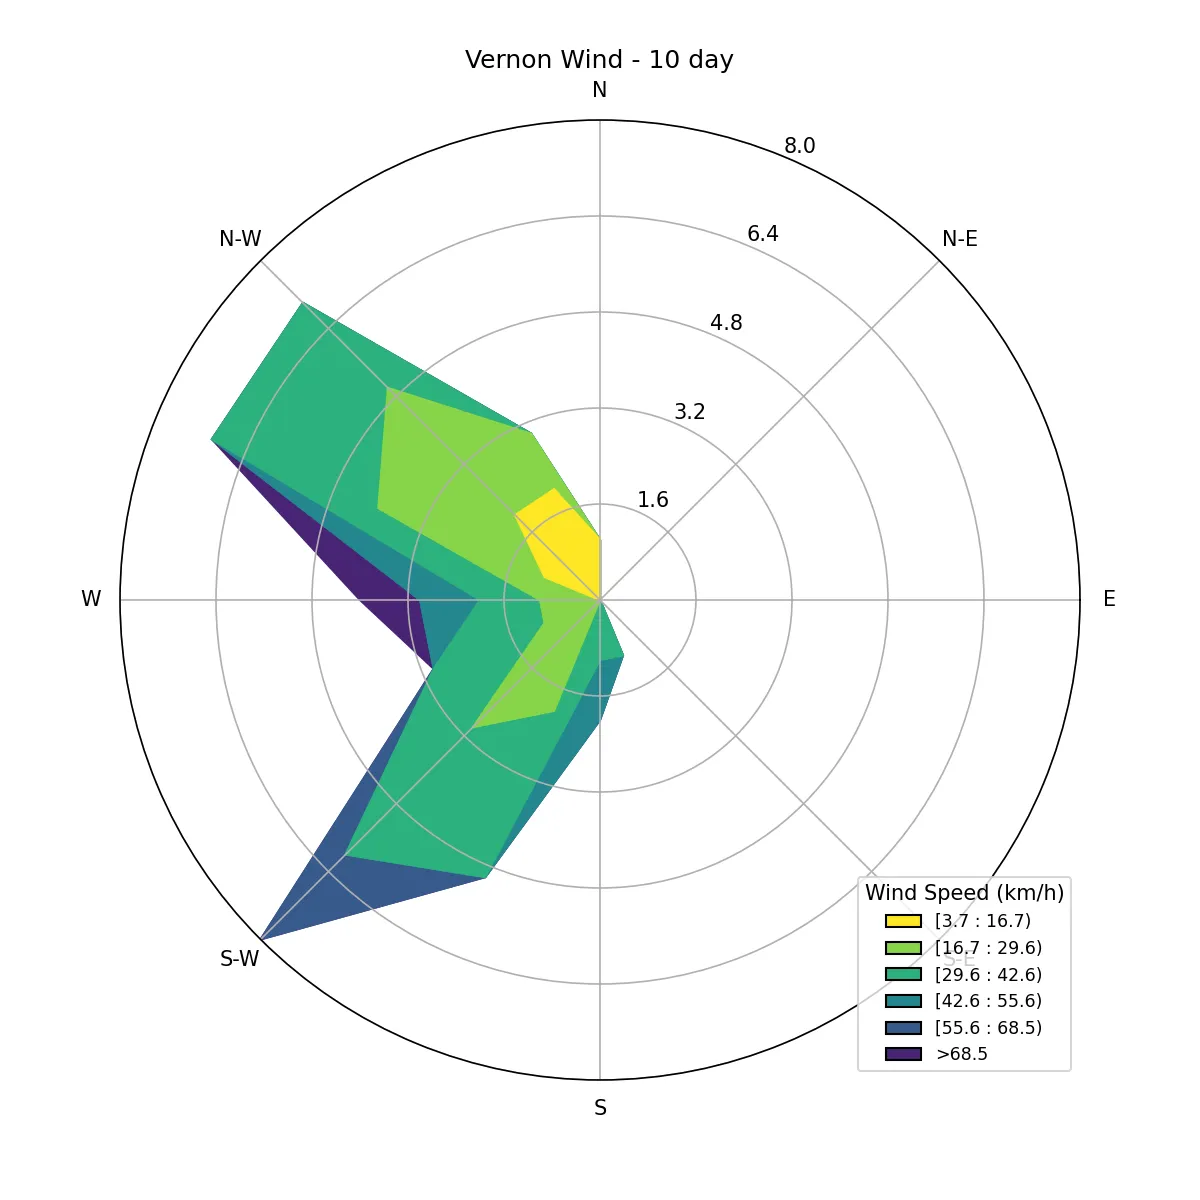 Vernon Wind - 10 day
N
8.0
N-W
6.4
N-E
4.8
3.2
1.6
W
E
Wind Speed (km/h)
[3.7 : 16.7)
[16.7 : 29.6)
S-W
S-E
[29.6 : 42.6)
[42.6 : 55.6)
[55.6 : 68.5)
>68.5
S